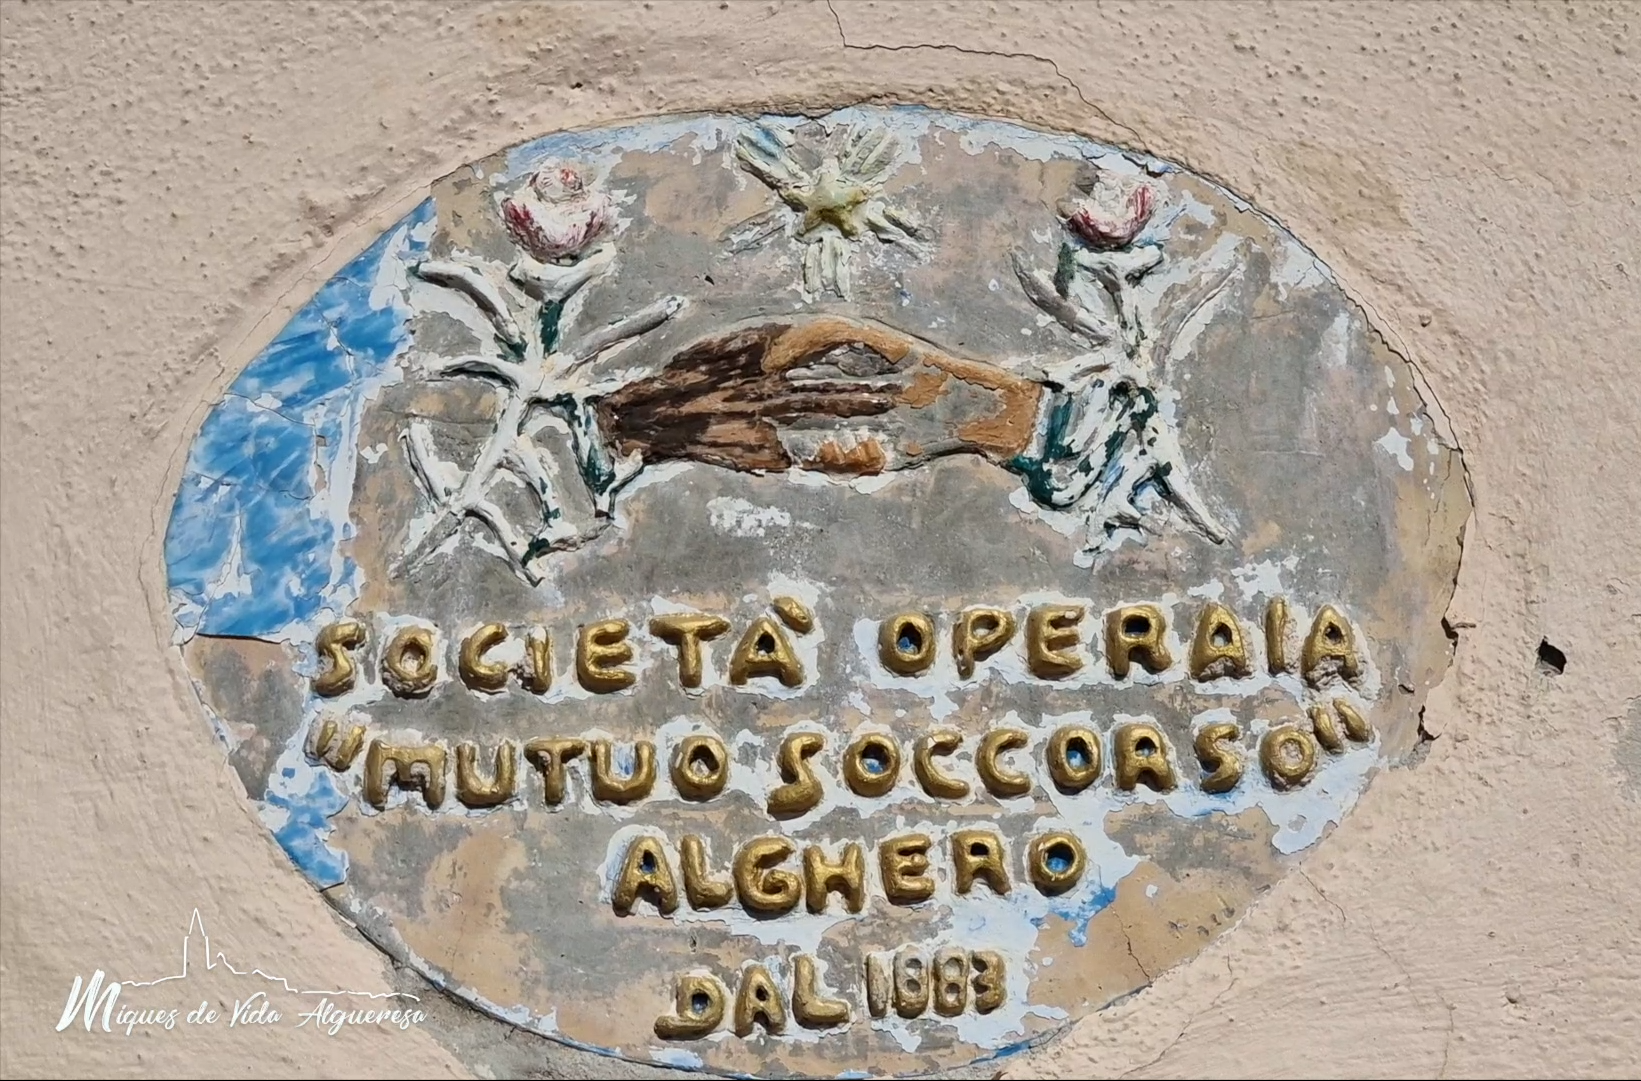 SOCIETÀ OPERAIA
"MUTUO SOCCORSO"
ALGHERO
DAL 1883
Miques de Vida Algueresa